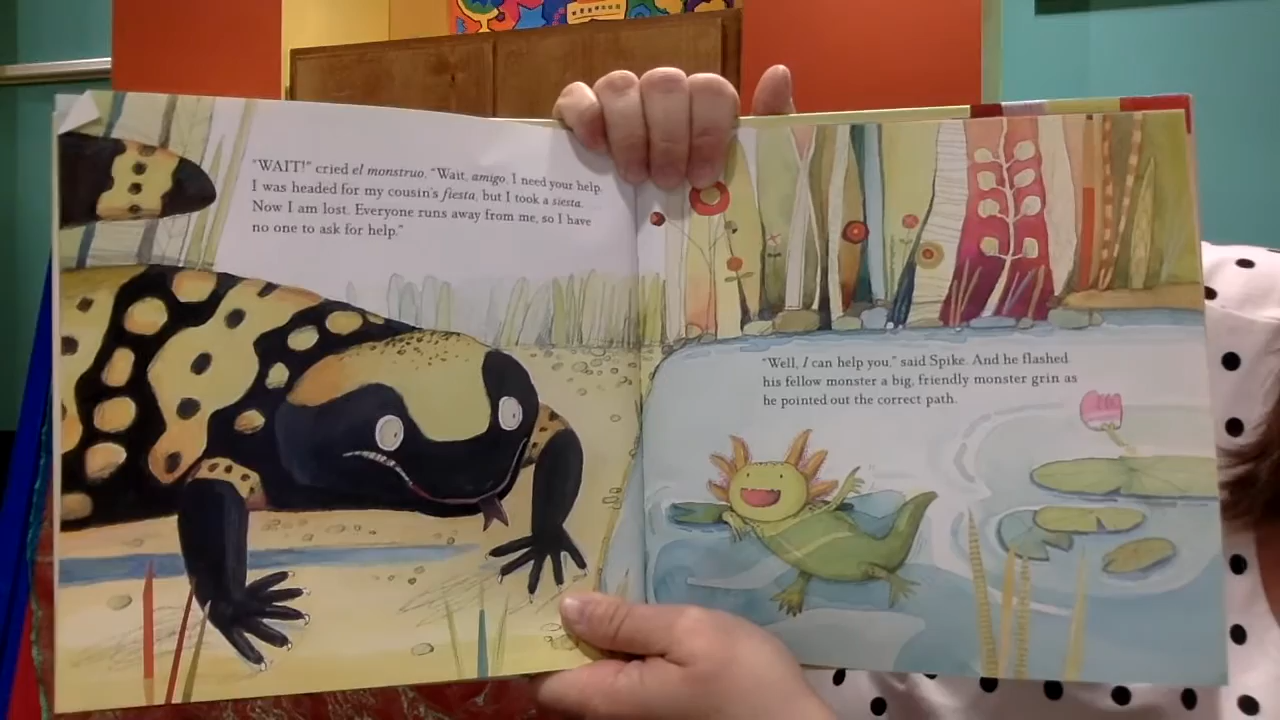 "WAIT!" cried el monstruo. "Wait, amigo, I need your help.
I was headed for my cousin's fiesta, but I took a siesta.
Now I am lost. Everyone runs away from me, so I have
no one to ask for help."
"Well, I can help you," said Spike. And he flashed
his fellow monster a big, friendly monster grin as
he pointed out the correct path.